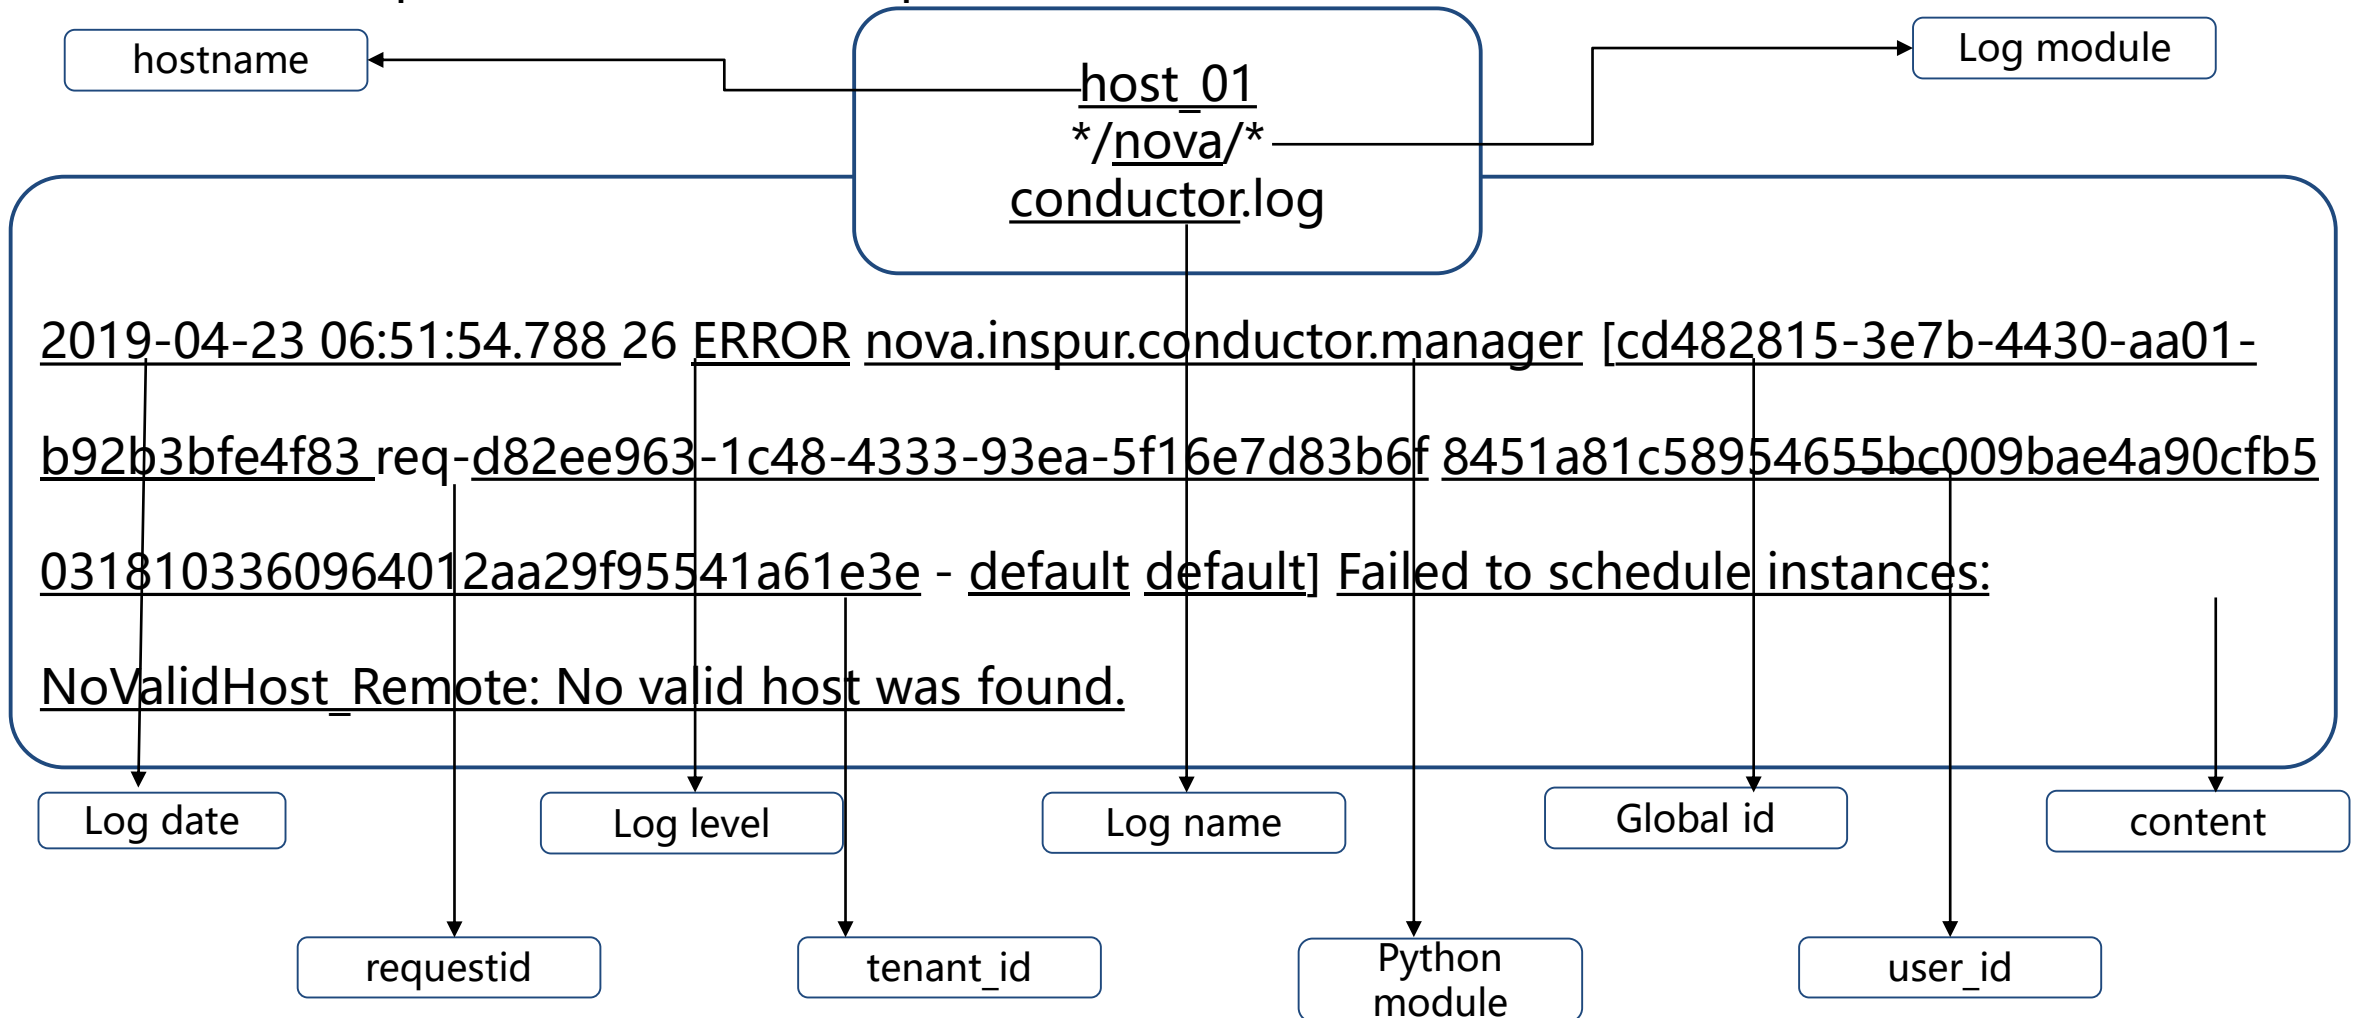 hostname
Log module
host_01
*/nova/*
conductor.log
2019-04-23 06:51:54.788 26 ERROR nova.inspur.conductor.manager [cd482815-3e7b-4430-aa01-
b92b3bfe4f83 req-d82ee963-1c48-4333-93ea-5f16e7d83b6f 8451a81c58954655bc009bae4a90cfb5
0318103360964012aa29f95541a61e3e - default default] Failed to schedule instances:
NoValidHost_Remote: No valid host was found.
Log date
Log level
Log name
Global id
content
requestid
tenant_id
Python
module
user_id